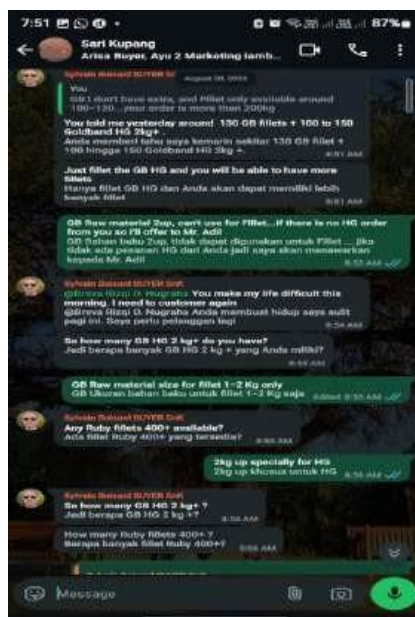 7:51
87%
Sari Kupang
Arisa Buyer, Ayu 2 Marketing lamb...
August 28, 2024
You
GB I don't have extra, and Fillet only available around
100-120... your order is more than 200kg
You told me yesterday around 130 GB fillets + 100 to 150
Goldband HG 2kg+ .
Anda memberi tahu saya kemarin sekitar 130 GB fillet +
100 hingga 150 Goldband HG 2kg +.
8:51 AM
Just fillet the GB HG and you will be able to have more
fillets
Hanya fillet GB HG dan Anda akan dapat memiliki lebih
banyak fillet
8:51 AM
GB Raw material 2up, can't use for Fillet...if there is no HG order
from you so I'll offer to Mr. Adil
GB Bahan baku 2up, tidak dapat digunakan untuk Fillet ... jika
tidak ada pesanan HG dari Anda jadi saya akan menawarkan
kepada Mr. Adil
8:53 AM
Rizqi D. Nugraha You make my life difficult this
morning. I need to customer again
Rizqi D. Nugraha Anda membuat hidup saya sulit
pagi ini. Saya perlu pelanggan lagi
8:54 AM
So how many GB HG 2 kg+ do you have?
Jadi berapa banyak GB HG 2 kg + yang Anda miliki?
GB Raw material size for fillet 1-2 Kg only
GB Ukuran bahan baku untuk fillet 1-2 Kg saja
Edited 8:55 AM
Any Ruby fillets 400+ available?
Ada fillet Ruby 400+ yang tersedia?
2kg up specially for HG
2kg up khusus untuk HG
8:56 AM
So how many GB HG 2 kg+ ?
Jadi berapa GB HG 2 kg +?
8:56 AM
How many Ruby fillets 400+ ?
Berapa banyak fillet Ruby 400+?
Message